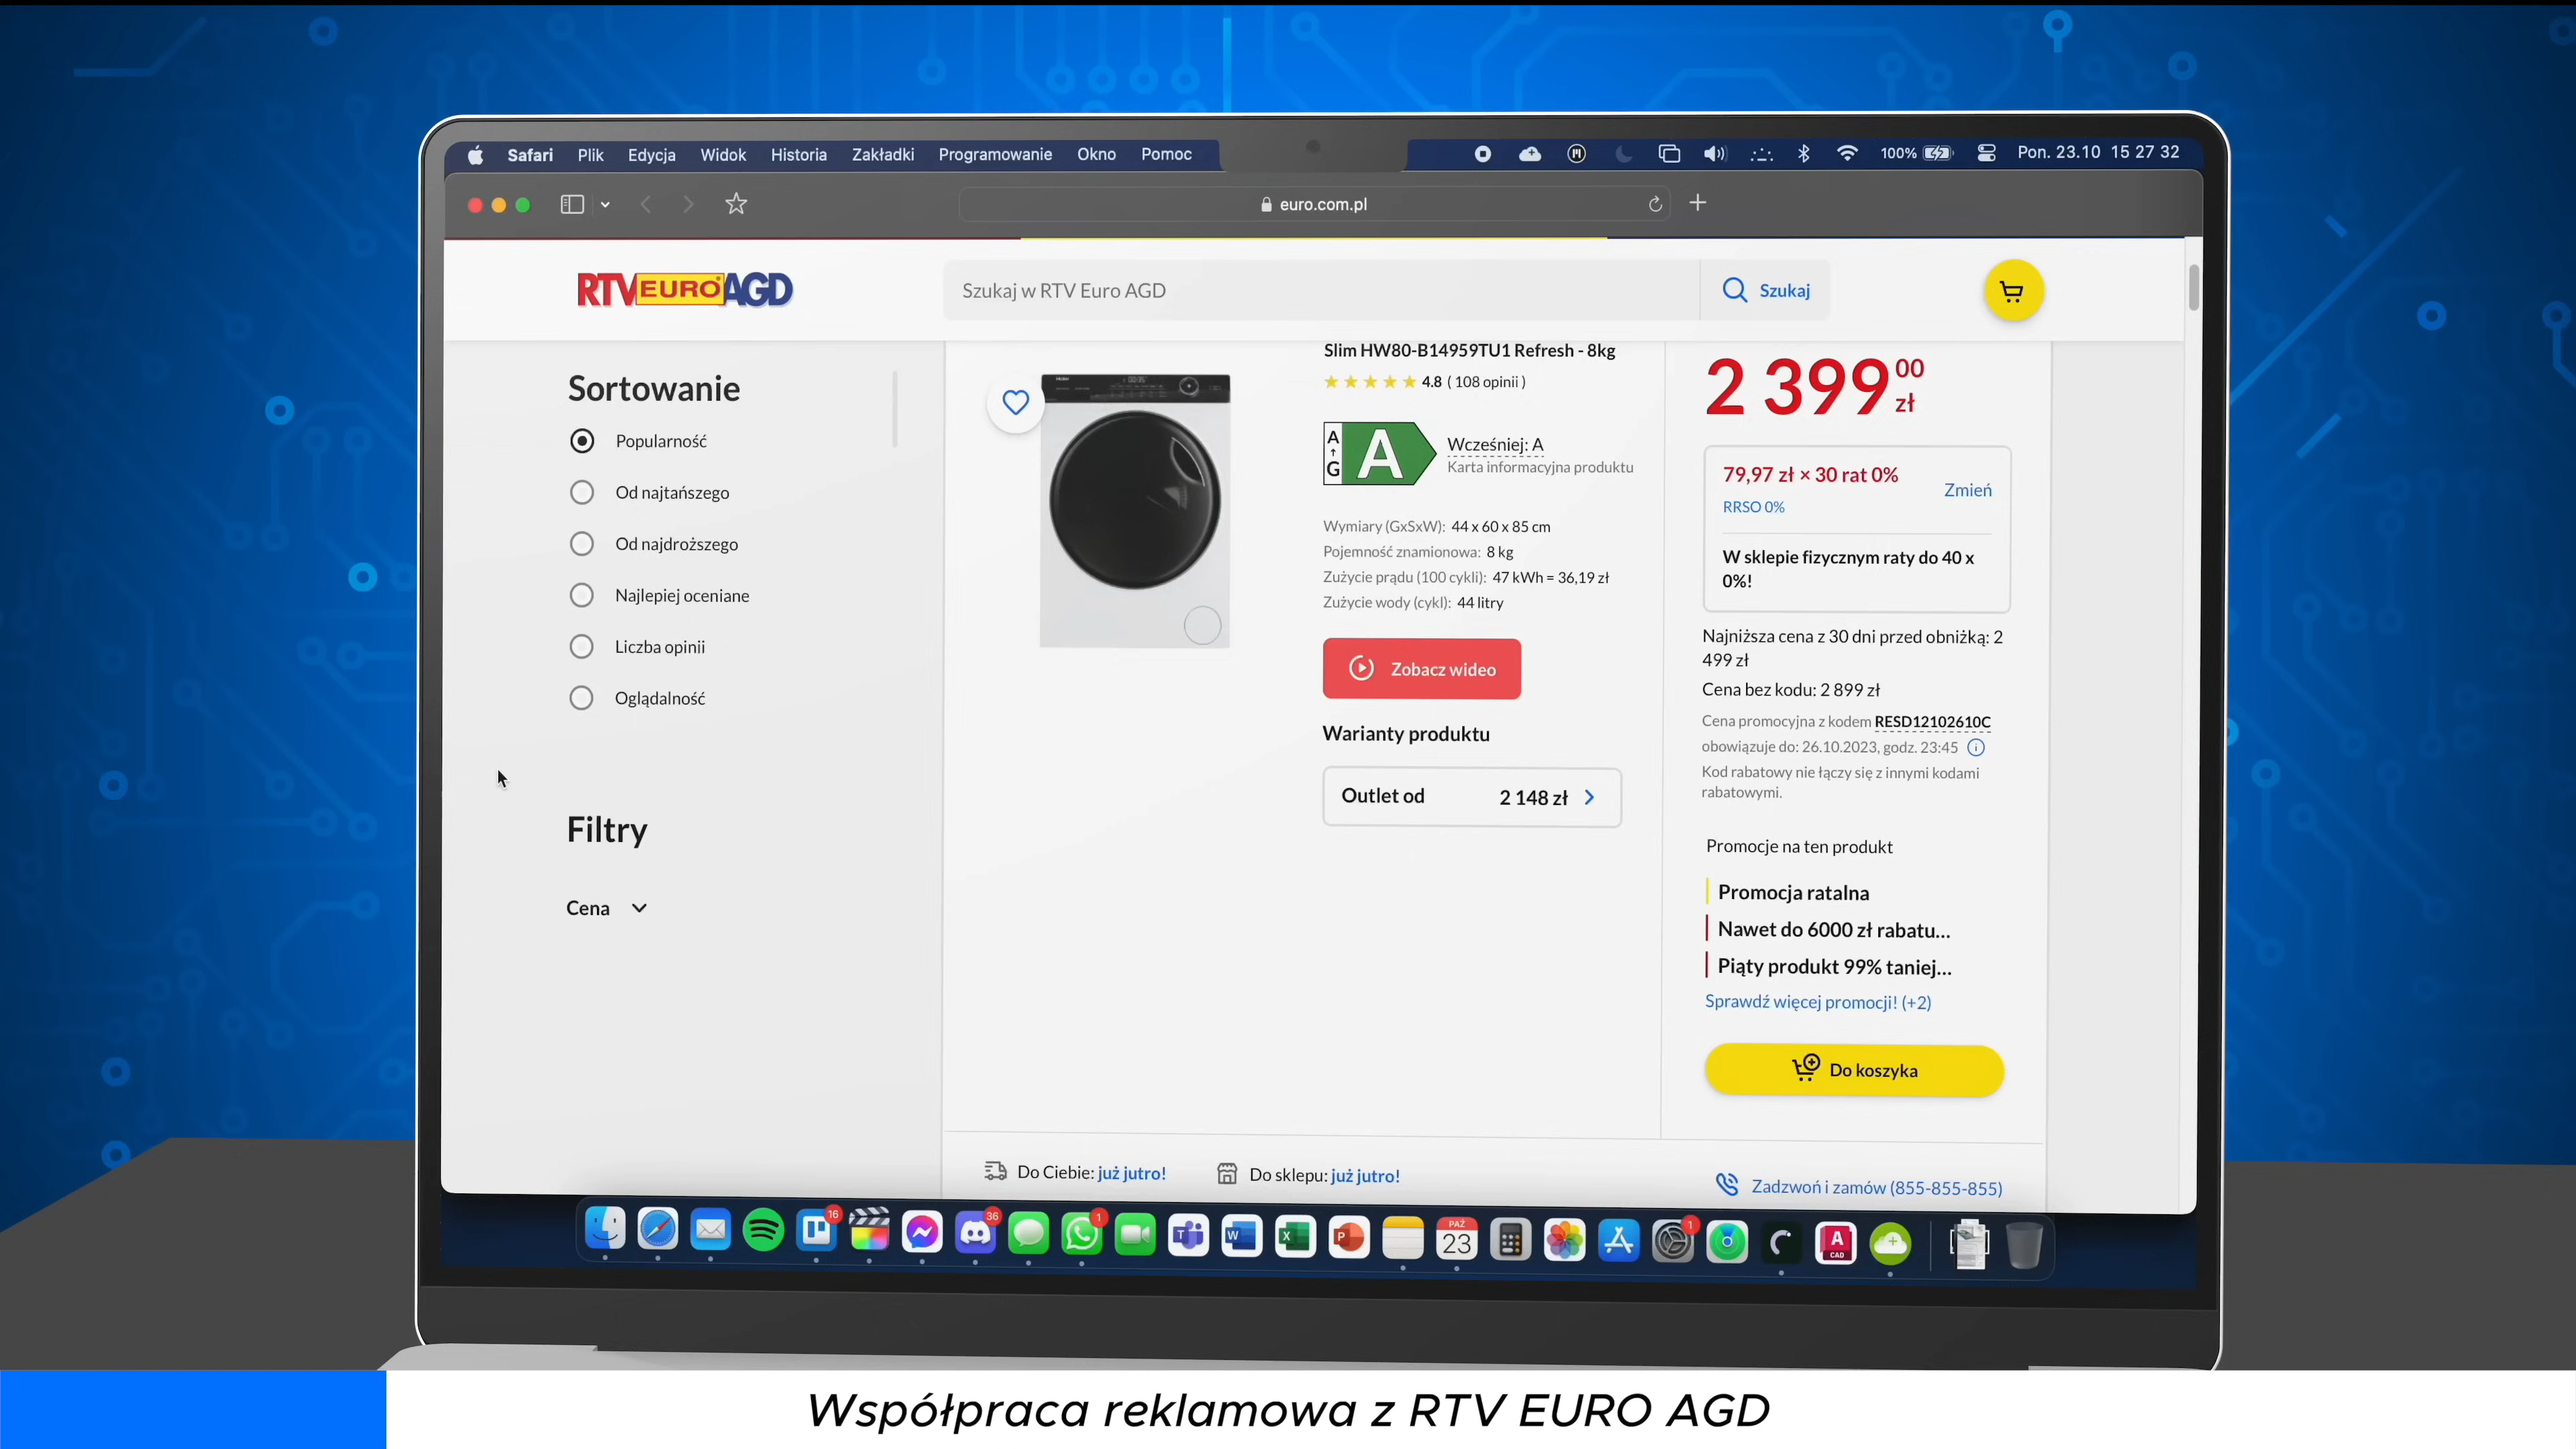 Safari Plik Edycja Widok Historia Zakładki Programowanie Okno Pomoc
100% Pon. 23.10 15 27 32
euro.com.pl
RTV EURO AGD
Szukaj w RTV Euro AGD
Szukaj
Sortowanie
Popularność
Od najtańszego
Od najdroższego
Najlepiej oceniane
Liczba opinii
Oglądalność
Filtry
Cena
Slim HW80-B14959TU1 Refresh - 8kg
4.8 ( 108 opinii )
A
G
A
Wcześniej: A
Karta informacyjna produktu
Wymiary (GxSxW): 44 x 60 x 85 cm
Pojemność znamionowa: 8 kg
Zużycie prądu (100 cykli): 47 kWh = 36,19 zł
Zużycie wody (cykl): 44 litry
Zobacz wideo
Warianty produktu
Outlet od 2 148 zł
2 399 00 zł
79,97 zł × 30 rat 0%
RRSO 0%
Zmień
W sklepie fizycznym raty do 40 x
0%!
Najniższa cena z 30 dni przed obniżką: 2
499 zł
Cena bez kodu: 2 899 zł
Cena promocyjna z kodem RESD12102610C
obowiązuje do: 26.10.2023, godz. 23:45
Kod rabatowy nie łączy się z innymi kodami
rabatowymi.
Promocje na ten produkt
Promocja ratalna
Nawet do 6000 zł rabatu...
Piąty produkt 99% taniej...
Sprawdź więcej promocji! (+2)
Do koszyka
Do Ciebie: już jutro!
Do sklepu: już jutro!
Zadzwoń i zamów (855-855-855)
16
36
1
W
X
P
PAŹ
23
1
A
CAD
Współpraca reklamowa z RTV EURO AGD